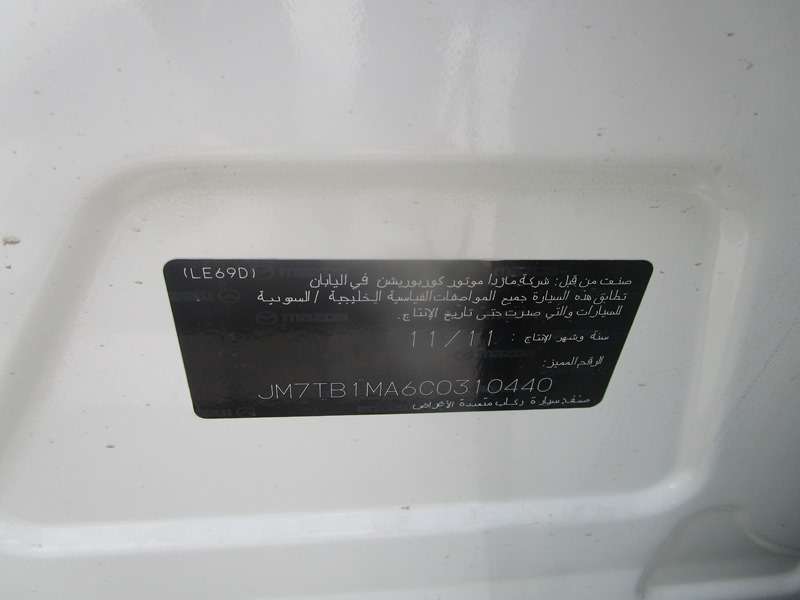 (LE69D)
صنعت من قبل: شركة مازدا موتور كوربوريشن في اليابان
تطابق هذه السيارة جميع المواصفات القياسية الخليجية / السعودية
للسيارات والتي صدرت حتى تاريخ الإنتاج.
سنة وشهر الإنتاج : 11/11
الرقم المميز:
JM7TB1MA6C0310440
صنف: سيارة ركاب متعددة الأغراض